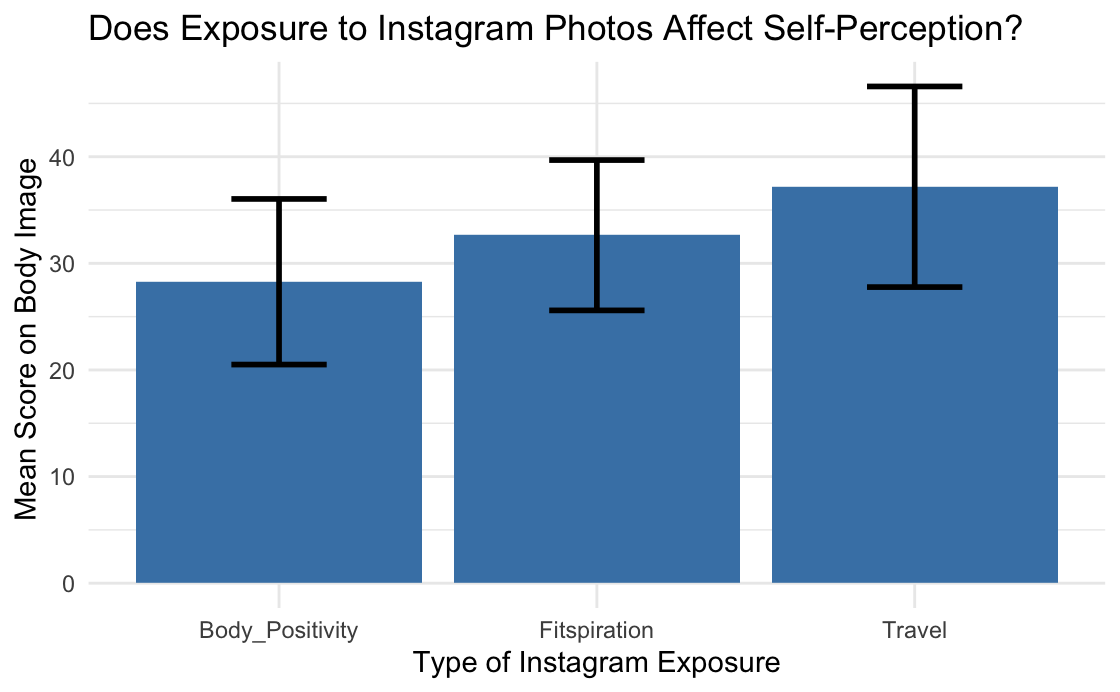 Does Exposure to Instagram Photos Affect Self-Perception?
Mean Score on Body Image
40
30
20
10
0
Body_Positivity
Fitspiration
Travel
Type of Instagram Exposure